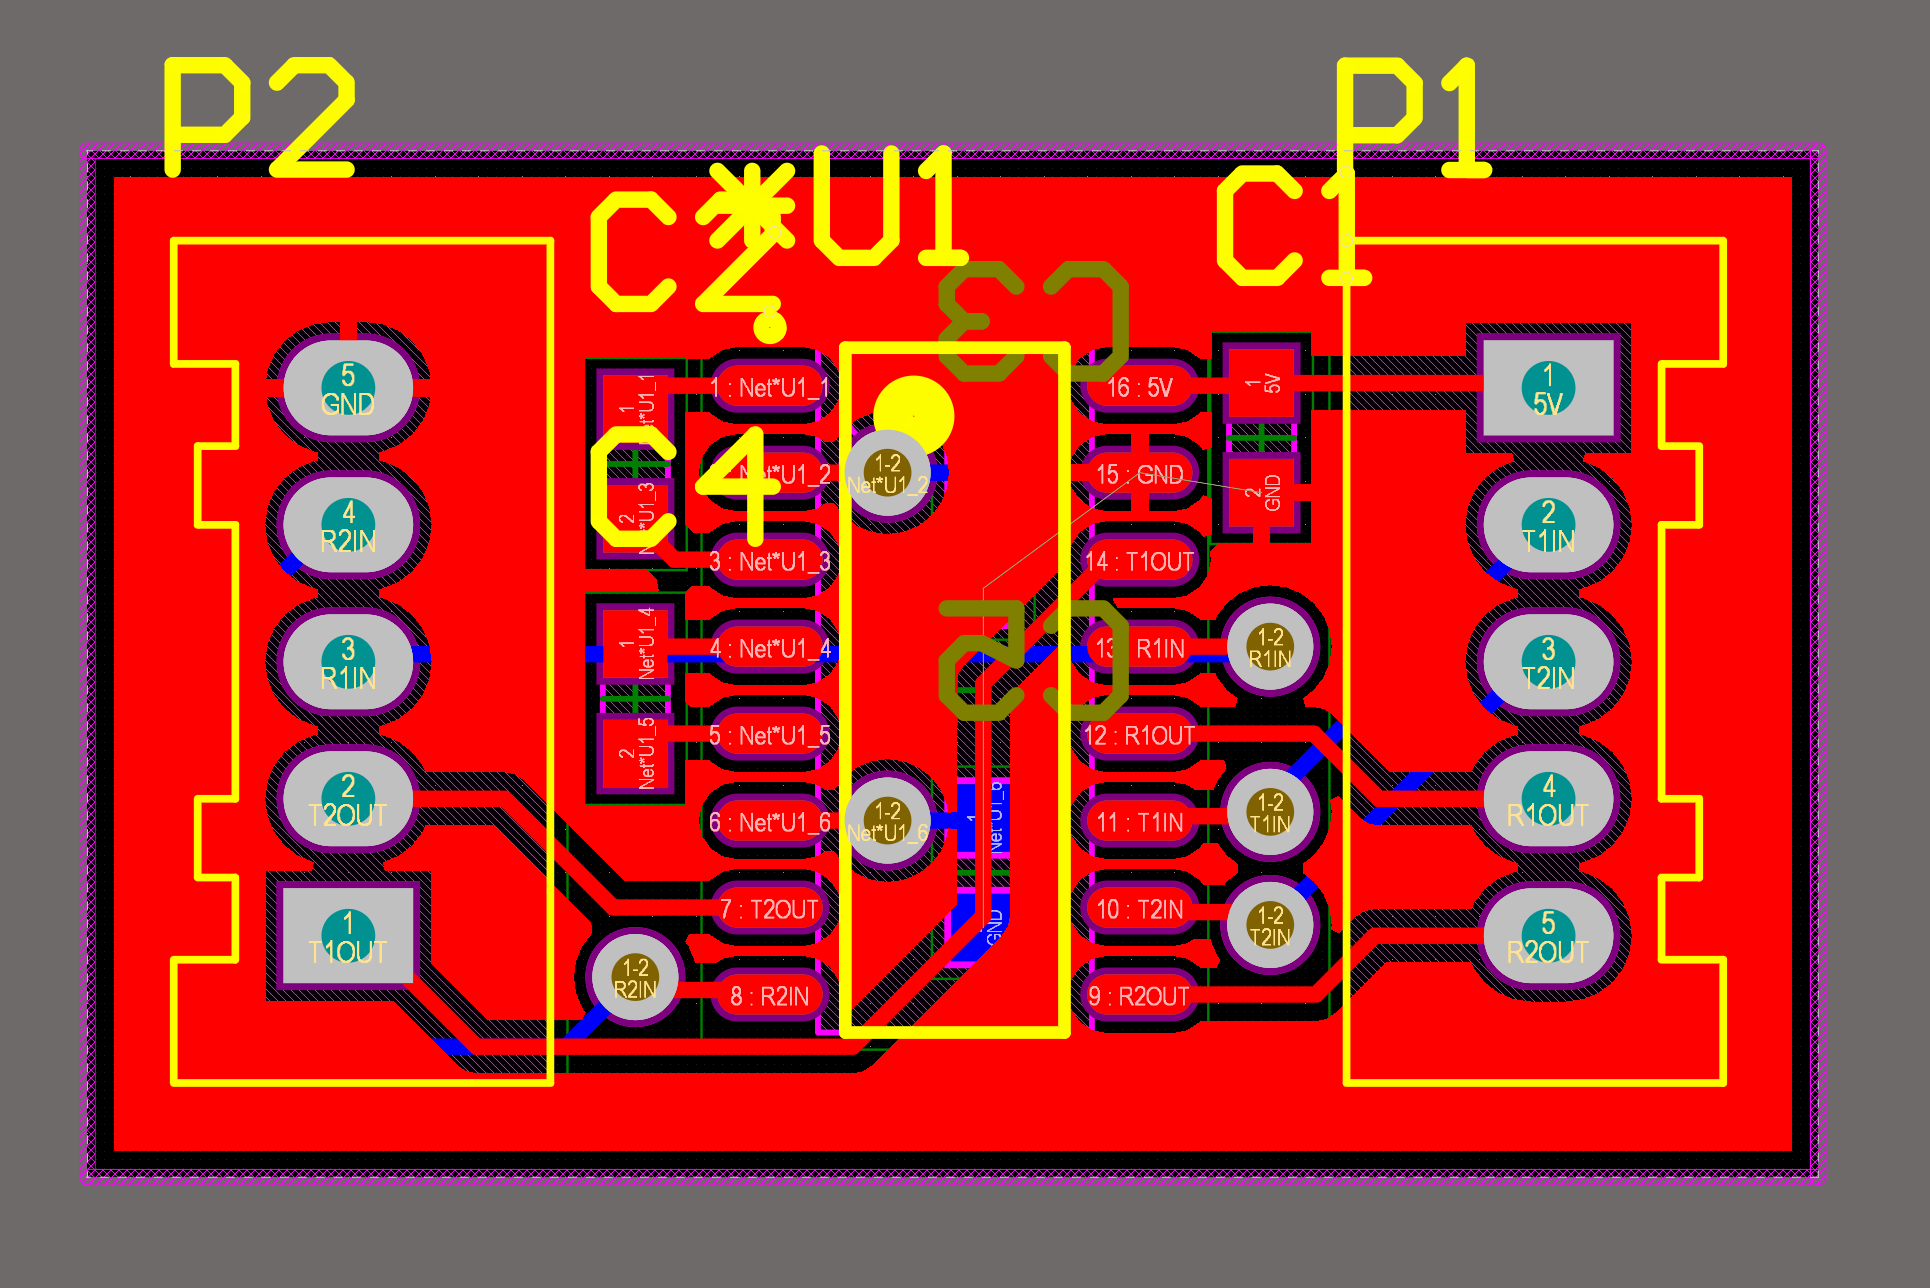 P2
P1
C2
*U1
C1
C3
C4
C5
5
GND
4
R2IN
3
R1IN
2
T2OUT
1
T1OUT
1
Net*U1_1
2
Net*U1_3
1
Net*U1_4
2
Net*U1_5
1 : Net*U1_1
Net*U1_2
3 : Net*U1_3
4 : Net*U1_4
5 : Net*U1_5
6 : Net*U1_6
7 : T2OUT
8 : R2IN
1-2
R2IN
1-2
Net*U1_2
1-2
Net*U1_6
1
Net*U1_6
GND
16 : 5V
15 : GND
14 : T1OUT
13 : R1IN
12 : R1OUT
11 : T1IN
10 : T2IN
9 : R2OUT
1
5V
2
GND
1-2
R1IN
1-2
T1IN
1-2
T2IN
1
5V
2
T1IN
3
T2IN
4
R1OUT
5
R2OUT